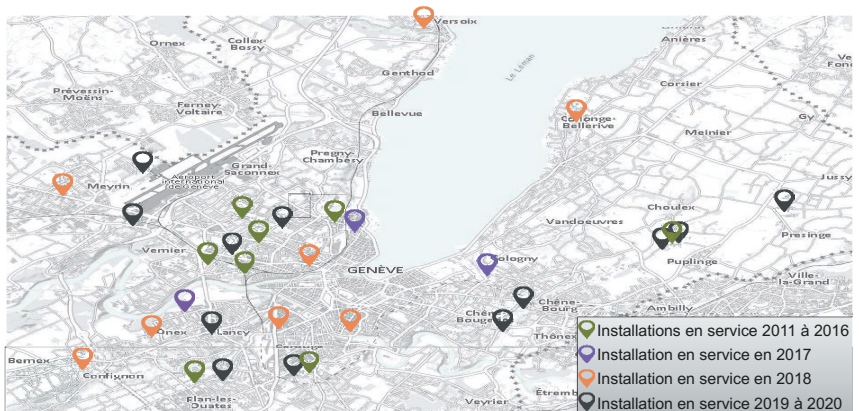 Versoix
Ornex
Collex-
Bossy
Anières
Genthod
Le Léman
Prévessin-
Moëns
Corsier
Ferney-
Voltaire
Bellevue
Collonge-
Bellerive
Meinier
Gy
Pregny-
Chambésy
Grand-
Saconnex
Meyrin
Aéroport
international
de Genève
Jussy
Choulex
Vandoeuvres
Presinge
Vernier
GENÈVE
Cologny
Puplinge
Ville-
la-Grand
Chêne-
Bourg
Ambilly
Chêne-
Bougeries
Thônex
Onex
Lancy
Bernex
Carouge
Confignon
Plan-les-
Ouates
Veyrier
Installations en service 2011 à 2016
Installation en service en 2017
Installation en service en 2018
Installation en service 2019 à 2020